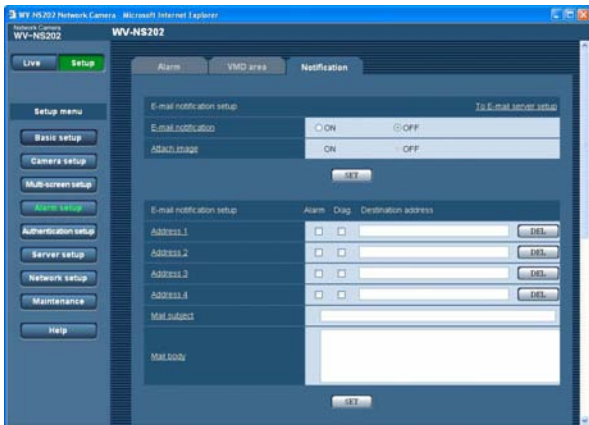 WV-NS202 Network Camera - Microsoft Internet Explorer
Network Camera
WV-NS202
WV-NS202
Live
Setup
Alarm
VMD area
Notification
Setup menu
Basic setup
Camera setup
Multi-screen setup
Alarm setup
Authentication setup
Server setup
Network setup
Maintenance
Help
E-mail notification setup
To E-mail server setup
E-mail notification
ON
OFF
Attach image
ON
OFF
SET
E-mail notification setup
Alarm
Diag.
Destination address
Address 1
DEL
Address 2
DEL
Address 3
DEL
Address 4
DEL
Mail subject
Mail body
SET